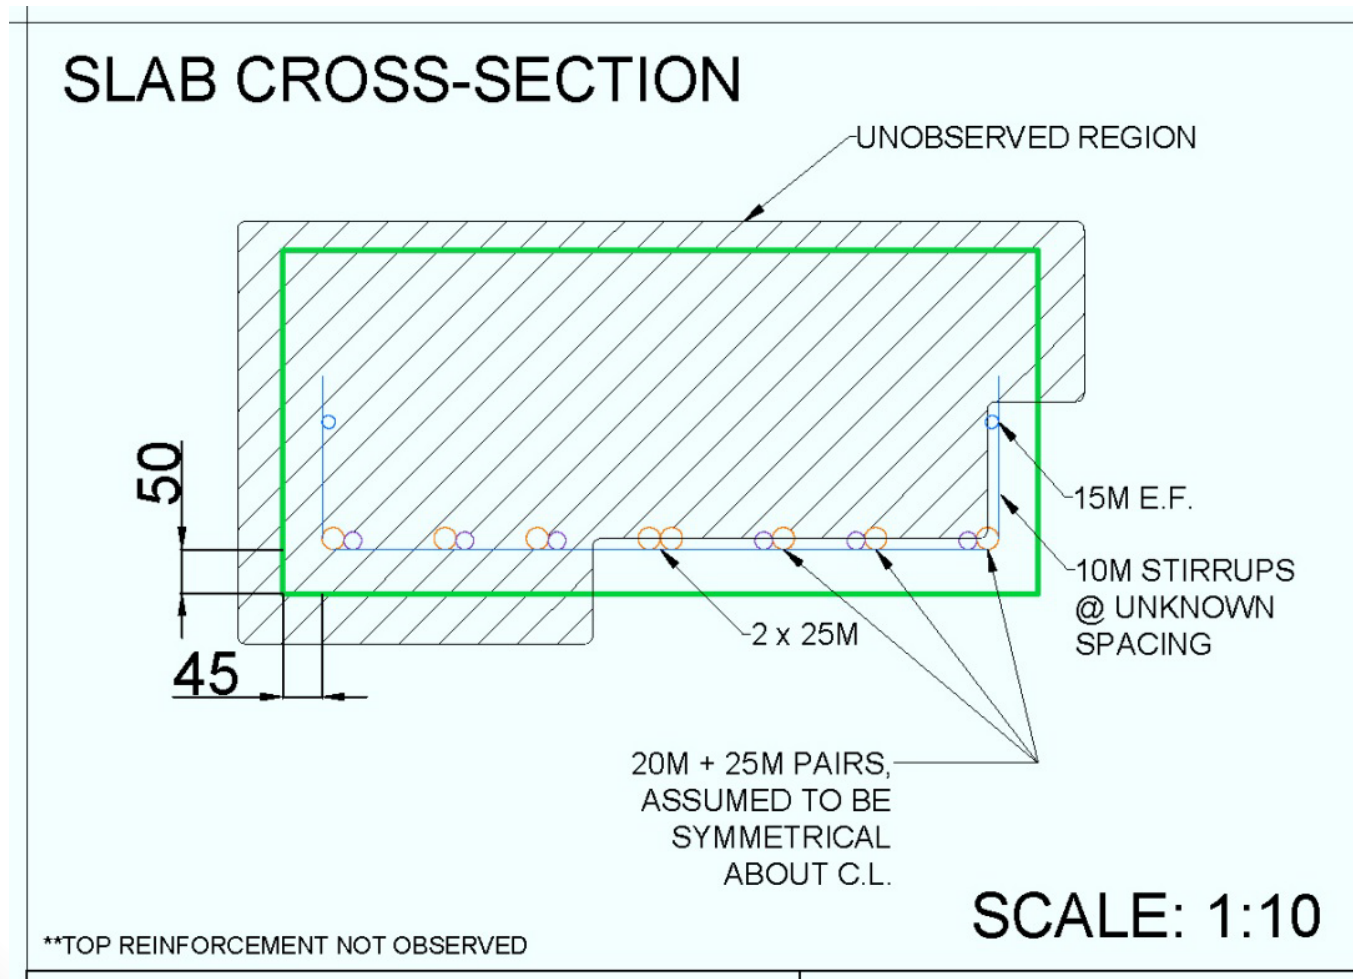 SLAB CROSS-SECTION
UNOBSERVED REGION
50
15M E.F.
10M STIRRUPS
@ UNKNOWN
SPACING
2 x 25M
45
20M + 25M PAIRS,
ASSUMED TO BE
SYMMETRICAL
ABOUT C.L.
SCALE: 1:10
**TOP REINFORCEMENT NOT OBSERVED